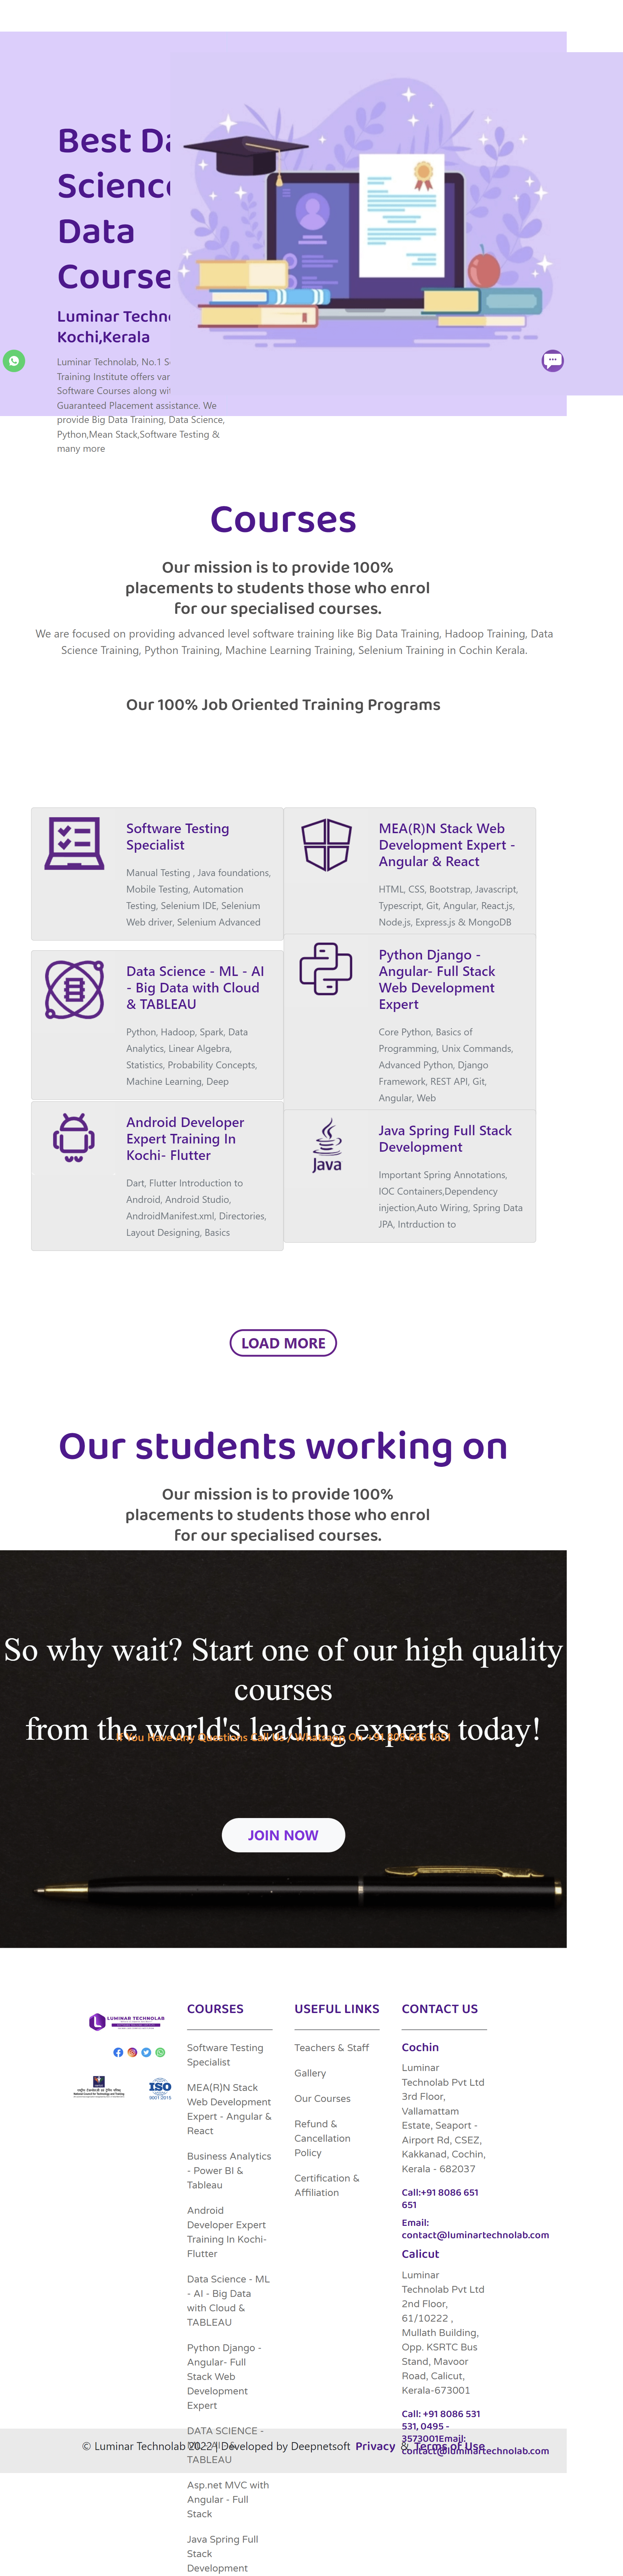 Best Da
Science
Data
Course
Luminar Techno
Kochi,Kerala
Luminar Technolab, No.1 S
Training Institute offers var
Software Courses along wit
Guaranteed Placement assistance. We
provide Big Data Training, Data Science,
Python,Mean Stack,Software Testing &
many more
Courses
Our mission is to provide 100%
placements to students those who enrol
for our specialised courses.
We are focused on providing advanced level software training like Big Data Training, Hadoop Training, Data
Science Training, Python Training, Machine Learning Training, Selenium Training in Cochin Kerala.
Our 100% Job Oriented Training Programs
Software Testing
Specialist
Manual Testing , Java foundations,
Mobile Testing, Automation
Testing, Selenium IDE, Selenium
Web driver, Selenium Advanced
MEA(R)N Stack Web
Development Expert -
Angular & React
HTML, CSS, Bootstrap, Javascript,
Typescript, Git, Angular, React.js,
Node.js, Express.js & MongoDB
Data Science - ML - AI
- Big Data with Cloud
& TABLEAU
Python, Hadoop, Spark, Data
Analytics, Linear Algebra,
Statistics, Probability Concepts,
Machine Learning, Deep
Python Django -
Angular- Full Stack
Web Development
Expert
Core Python, Basics of
Programming, Unix Commands,
Advanced Python, Django
Framework, REST API, Git,
Angular, Web
Android Developer
Expert Training In
Kochi- Flutter
Dart, Flutter Introduction to
Android, Android Studio,
AndroidManifest.xml, Directories,
Layout Designing, Basics
Java
Java Spring Full Stack
Development
Important Spring Annotations,
IOC Containers,Dependency
injection,Auto Wiring, Spring Data
JPA, Intrduction to
LOAD MORE
Our students working on
Our mission is to provide 100%
placements to students those who enrol
for our specialised courses.
So why wait? Start one of our high quality
courses
from the world's leading experts today!
If You Have Any Questions Call Us / Whatsapp On
JOIN NOW
LUMINAR TECHNOLAB
ISO
9001:2015
COURSES
Software Testing
Specialist
MEA(R)N Stack
Web Development
Expert - Angular &
React
Business Analytics
- Power BI &
Tableau
Android
Developer Expert
Training In Kochi-
Flutter
Data Science - ML
- AI - Big Data
with Cloud &
TABLEAU
Python Django -
Angular- Full
Stack Web
Development
Expert
DATA SCIENCE -
TABLEAU
Asp.net MVC with
Angular - Full
Stack
Java Spring Full
Stack
Development
USEFUL LINKS
Teachers & Staff
Gallery
Our Courses
Refund &
Cancellation
Policy
Certification &
Affiliation
CONTACT US
Cochin
Luminar
Technolab Pvt Ltd
3rd Floor,
Vallamattam
Estate, Seaport -
Airport Rd, CSEZ,
Kakkanad, Cochin,
Kerala - 682037
Call:+91 8086 651
651
Email:
contact@luminartechnolab.com
Calicut
Luminar
Technolab Pvt Ltd
2nd Floor,
61/10222 ,
Mullath Building,
Opp. KSRTC Bus
Stand, Mavoor
Road, Calicut,
Kerala-673001
Call: +91 8086 531
531, 0495 -
3573001Email:
contact@luminartechnolab.com
© Luminar Technolab 2022 | Developed by Deepnetsoft Privacy & Terms of Use